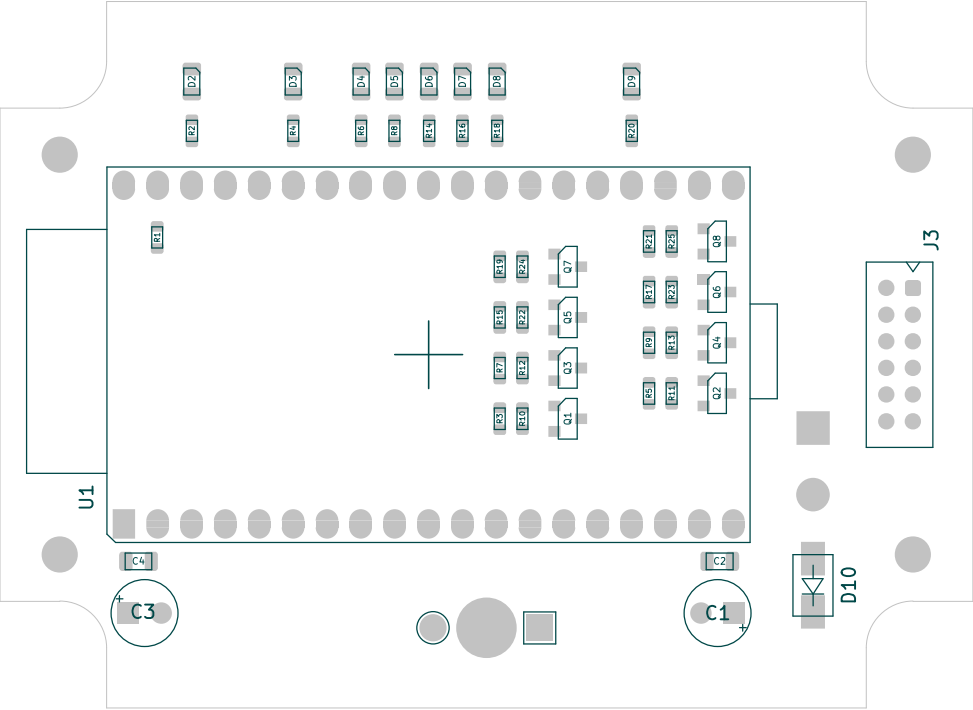 D2 D3 D4 D5 D6 D7 D8 D9
R2 R4 R6 R8 R14 R16 R18 R20
R1 R21 R25 Q8 J3
R19 R24 Q7
R17 R23 Q6
R15 R22 Q5
R9 R13 Q4
R7 R12 Q3
R5 R11 Q2
R3 R10 Q1
U1
C4 C2
D10
+ C3 C1 +